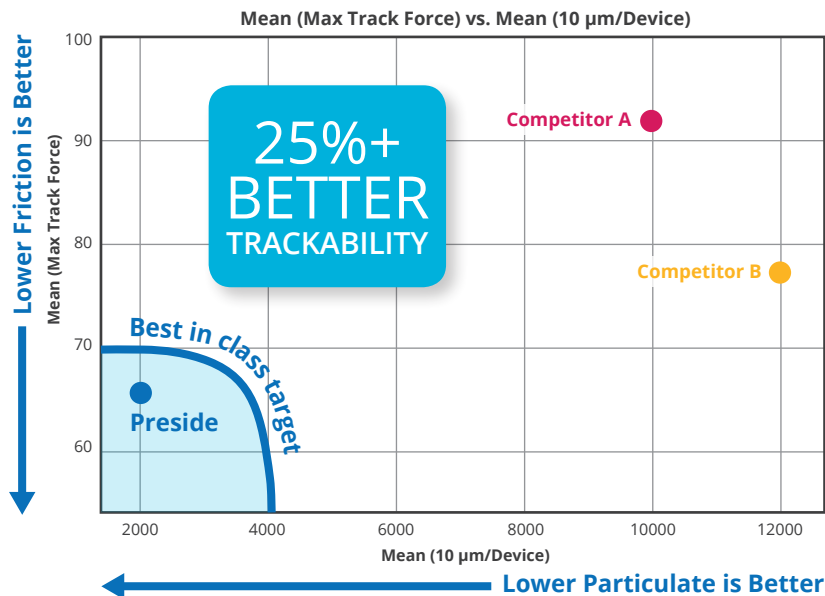 Mean (Max Track Force) vs. Mean (10 µm/Device)
Lower Friction is Better
Mean (Max Track Force)
100
90
80
70
60
25%+
BETTER
TRACKABILITY
Competitor A
Competitor B
Best in class target
Preside
2000
4000
6000
8000
10000
12000
Mean (10 µm/Device)
Lower Particulate is Better